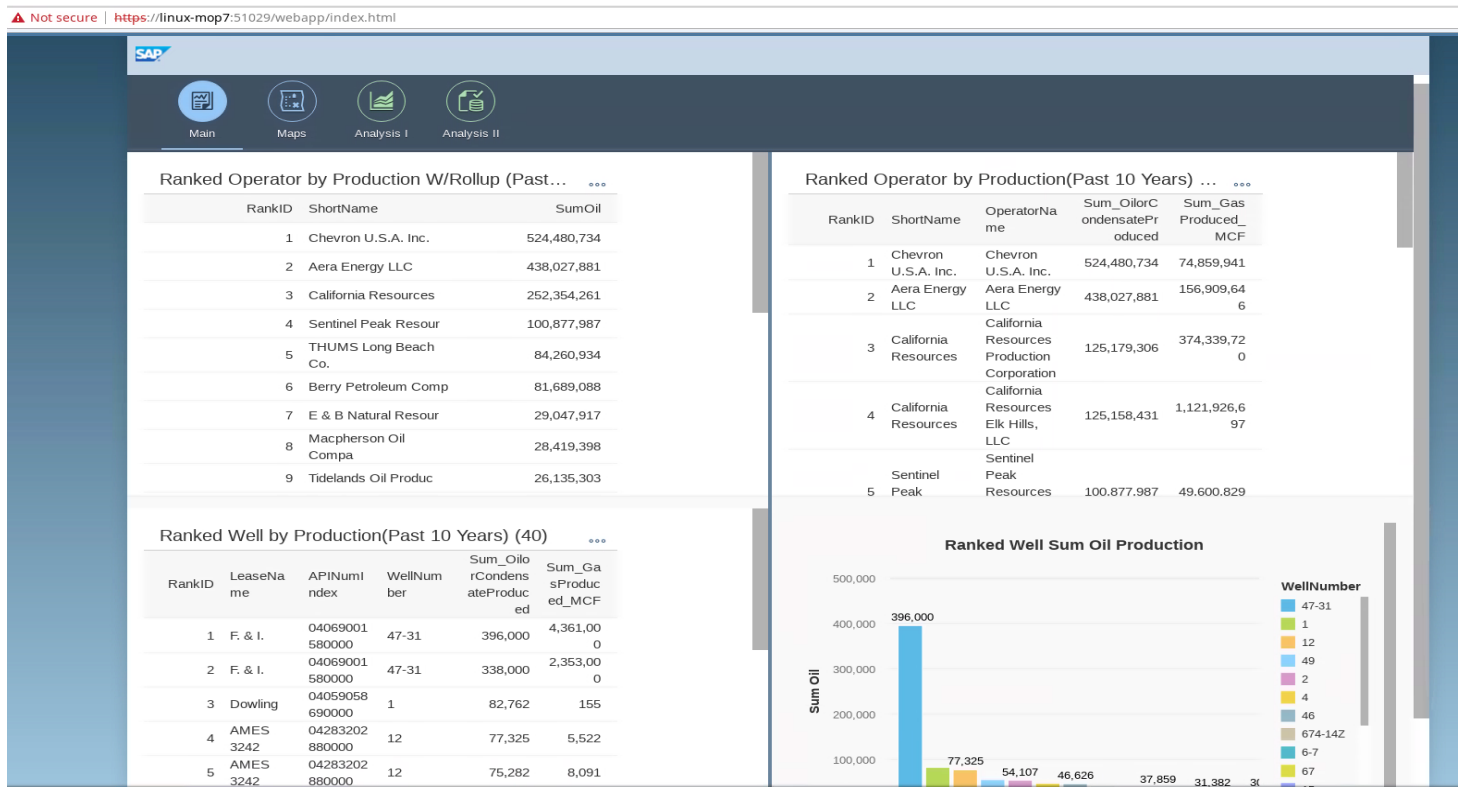 Not secure | https://linux-mop7:51029/webapp/index.html
SAP
Main Maps Analysis I Analysis II
Ranked Operator by Production W/Rollup (Past...
RankID ShortName SumOil
1 Chevron U.S.A. Inc. 524,480,734
2 Aera Energy LLC 438,027,881
3 California Resources 252,354,261
4 Sentinel Peak Resour 100,877,987
5 THUMS Long Beach
Co. 84,260,934
6 Berry Petroleum Comp 81,689,088
7 E & B Natural Resour 29,047,917
8 Macpherson Oil
Compa 28,419,398
9 Tidelands Oil Produc 26,135,303
Ranked Operator by Production(Past 10 Years) ...
RankID ShortName OperatorNa
me Sum_OilorC
ondensatePr
oduced Sum_Gas
Produced_
MCF
1 Chevron
U.S.A. Inc. Chevron
U.S.A. Inc. 524,480,734 74,859,941
2 Aera Energy
LLC Aera Energy
LLC 438,027,881 156,909,64
6
3 California
Resources California
Resources
Production
Corporation 125,179,306 374,339,72
0
4 California
Resources California
Resources
Elk Hills,
LLC 125,158,431 1,121,926,6
97
5 Sentinel
Peak Sentinel
Peak
Resources 100,877,987 49,600,829
Ranked Well by Production(Past 10 Years) (40)
RankID LeaseNa
me APINumI
ndex WellNum
ber Sum_Oilo
rCondens
ateProduc
ed Sum_Ga
sProduc
ed_MCF
1 F. & I. 04069001
580000 47-31 396,000 4,361,00
0
2 F. & I. 04069001
580000 47-31 338,000 2,353,00
0
3 Dowling 04059058
690000 1 82,762 155
4 AMES
3242 04283202
880000 12 77,325 5,522
5 AMES
3242 04283202
880000 12 75,282 8,091
Ranked Well Sum Oil Production
Sum Oil
500,000
400,000
300,000
200,000
100,000
396,000
77,325
54,107
46,626
37,859
31,382
WellNumber
47-31
1
12
49
2
4
46
674-14Z
6-7
67